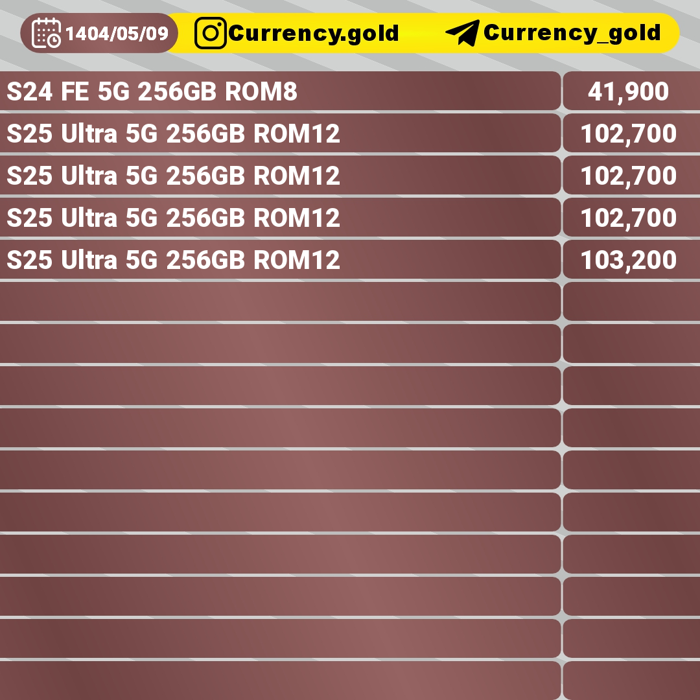 1404/05/09 Currency.gold Currency_gold
S24 FE 5G 256GB ROM8 41,900
S25 Ultra 5G 256GB ROM12 102,700
S25 Ultra 5G 256GB ROM12 102,700
S25 Ultra 5G 256GB ROM12 102,700
S25 Ultra 5G 256GB ROM12 103,200